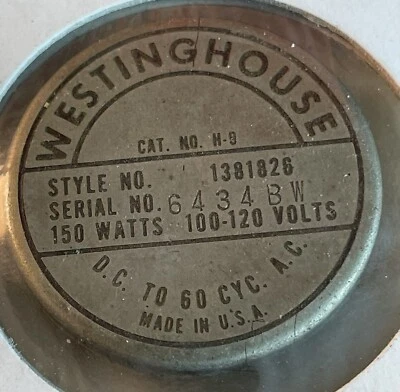 WESTINGHOUSE
CAT. NO. H-9
STYLE NO. 1381826
SERIAL NO. 6434BW
150 WATTS 100-120 VOLTS
D.C. TO 60 CYC. A.C.
MADE IN U.S.A.